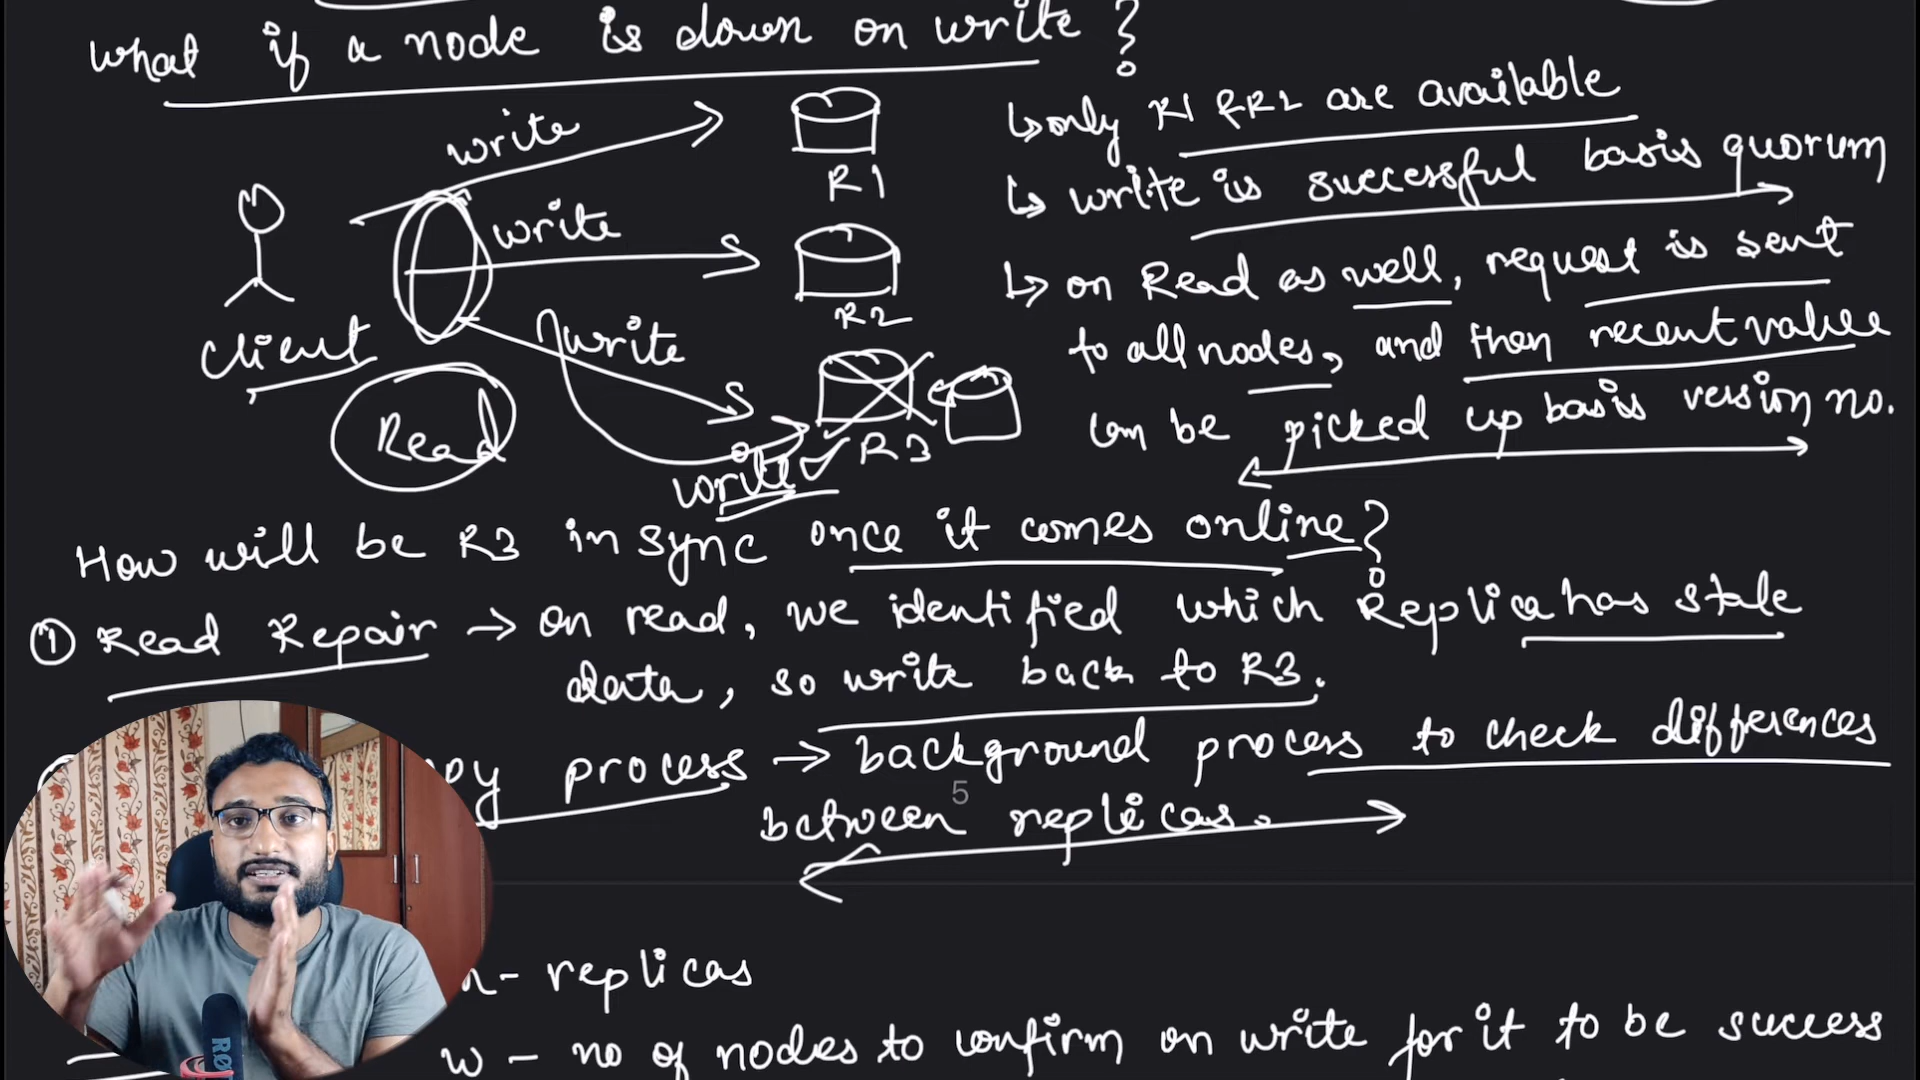 What if a node is down on write?
write
R1
write
R2
client
write
Read
write
R3
↳ only R1 & R2 are available
↳ write is successful basis quorum
↳ on Read as well, request is sent
to all nodes, and then recent value
can be picked up basis version no.
How will be R3 in sync once it comes online?
① Read Repair → on read, we identified which Replica has stale
data, so write back to R3.
process → background process to check differences
between replicas.
5
n - replicas
w - no of nodes to confirm on write for it to be success